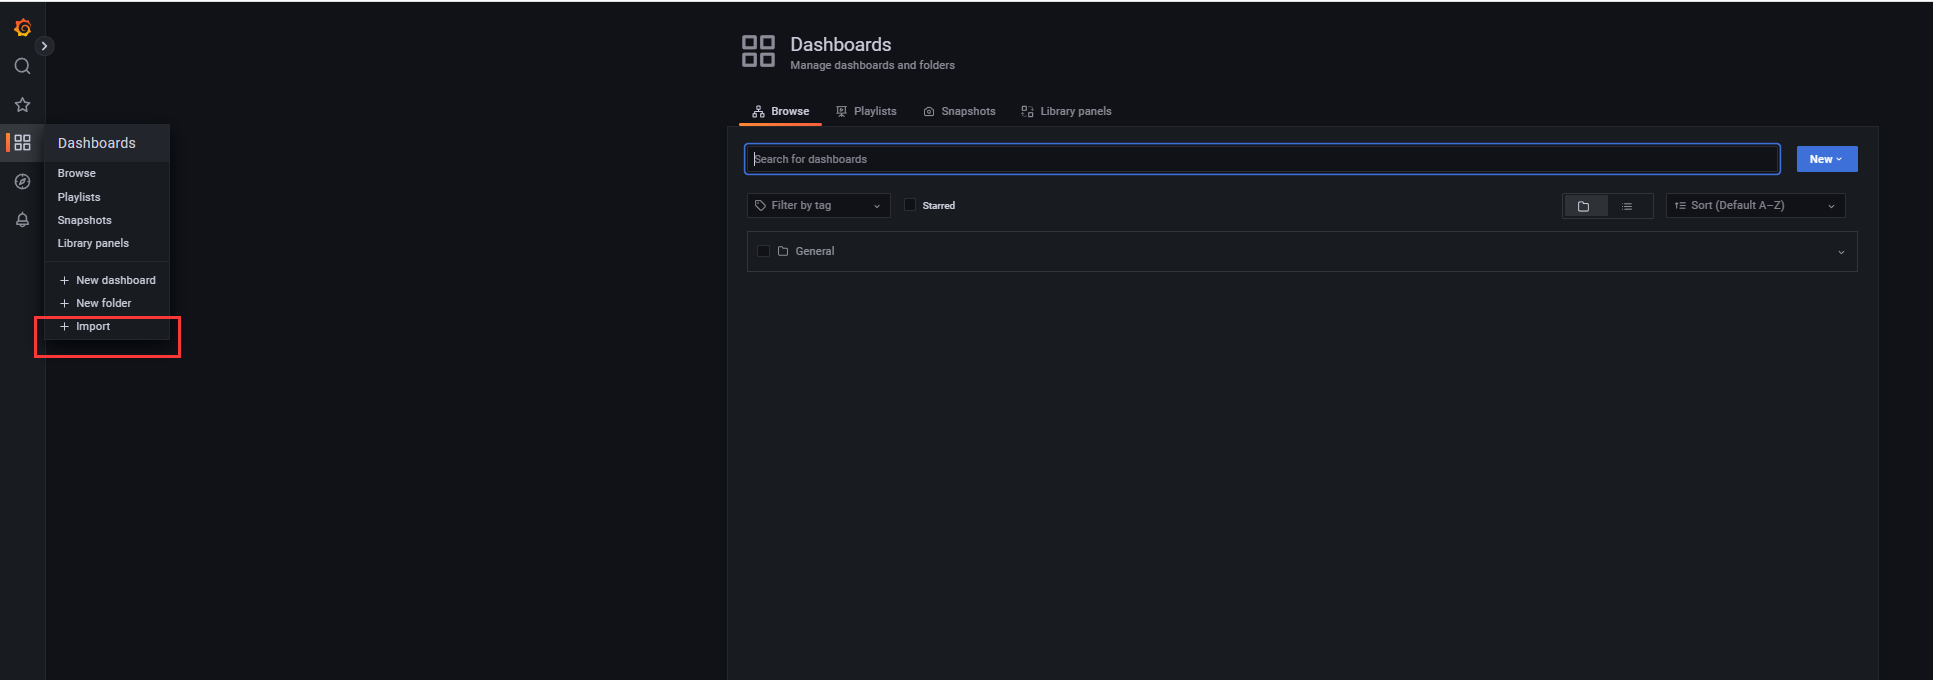 Dashboards
Manage dashboards and folders
Browse
Playlists
Snapshots
Library panels
Dashboards
Browse
Playlists
Snapshots
Library panels
+ New dashboard
+ New folder
+ Import
Search for dashboards
New
Filter by tag
Starred
Sort (Default A–Z)
General